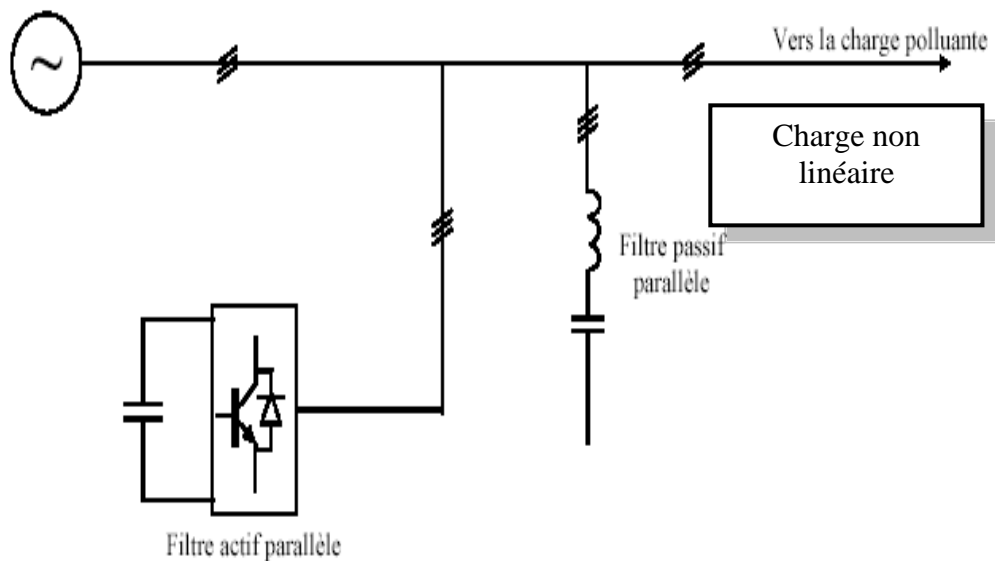 Vers la charge polluante
Charge non
linéaire
Filtre passif
parallèle
Filtre actif parallèle